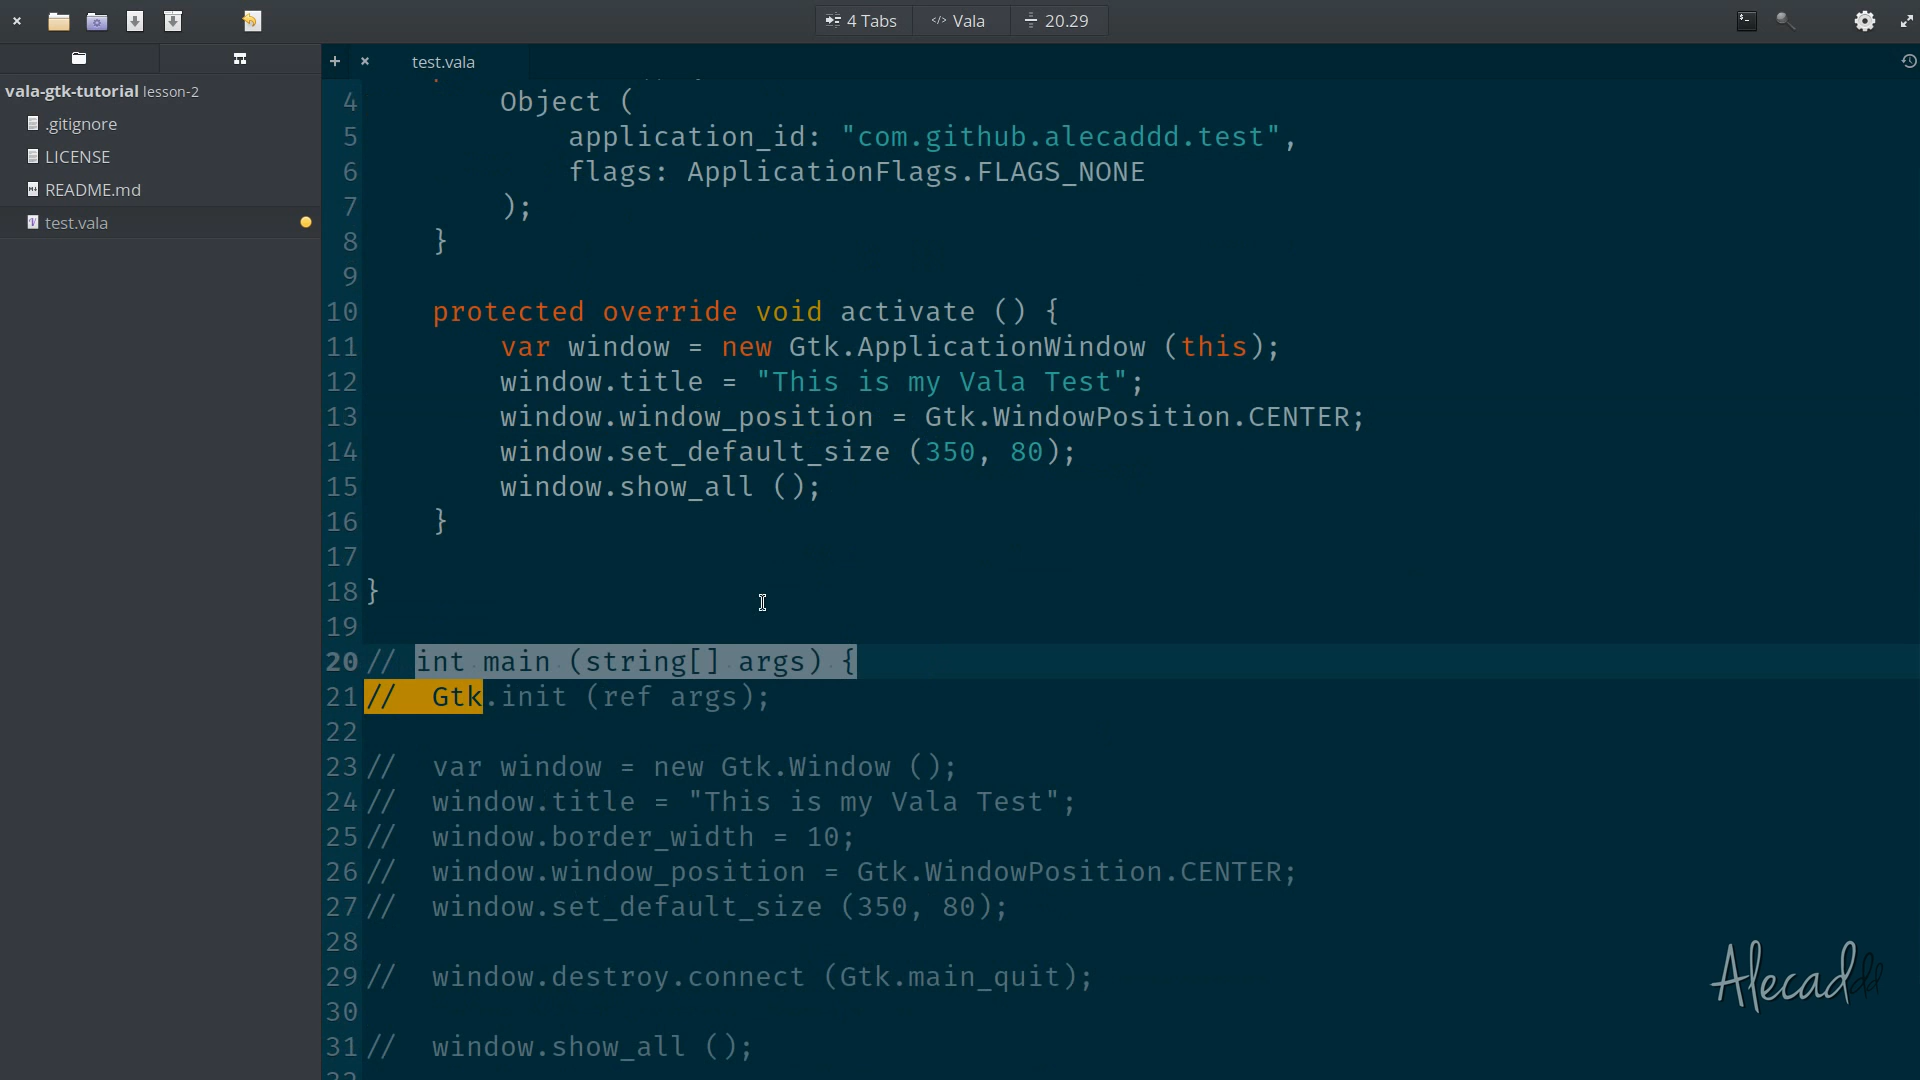 4 Tabs
Vala
20.29
test.vala
vala-gtk-tutorial lesson-2
.gitignore
LICENSE
README.md
test.vala
4 Object (
5 application_id: "com.github.alecaddd.test",
6 flags: ApplicationFlags.FLAGS_NONE
7 );
8 }
9
10 protected override void activate () {
11 var window = new Gtk.ApplicationWindow (this);
12 window.title = "This is my Vala Test";
13 window.window_position = Gtk.WindowPosition.CENTER;
14 window.set_default_size (350, 80);
15 window.show_all ();
16 }
17
18 }
19
20 // int main (string[] args) {
21 // Gtk.init (ref args);
22
23 // var window = new Gtk.Window ();
24 // window.title = "This is my Vala Test";
25 // window.border_width = 10;
26 // window.window_position = Gtk.WindowPosition.CENTER;
27 // window.set_default_size (350, 80);
28
29 // window.destroy.connect (Gtk.main_quit);
30
31 // window.show_all ();
Alecaddd